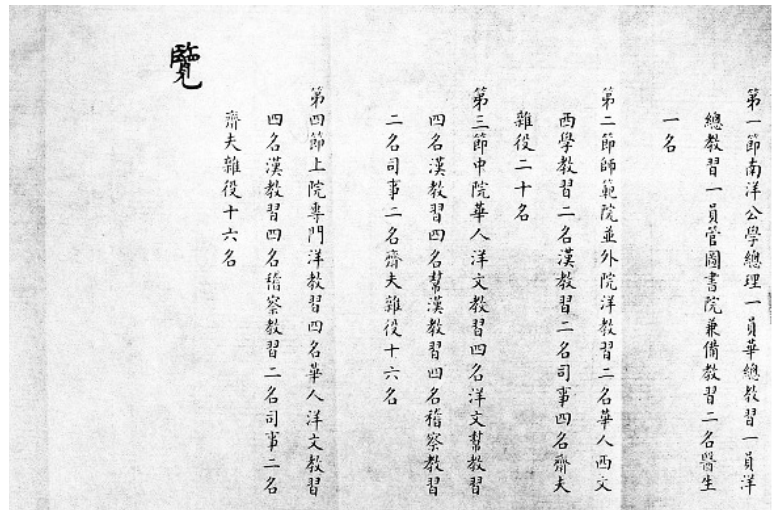 第一節南洋公學總理一員華總教習一員洋
總教習一員管圖書院兼備教習二名醫生
一名
第二節師範院並外院洋教習二名華人西文
西學教習二名漢教習二名司事四名齋夫
雜役二十名
第三節中院華人洋文教習四名洋文幫教習
四名漢教習四名幫漢教習四名稽察教習
二名司事二名齋夫雜役十六名
第四節上院專門洋教習四名華人洋文教習
四名漢教習四名稽察教習二名司事二名
齋夫雜役十六名
覽